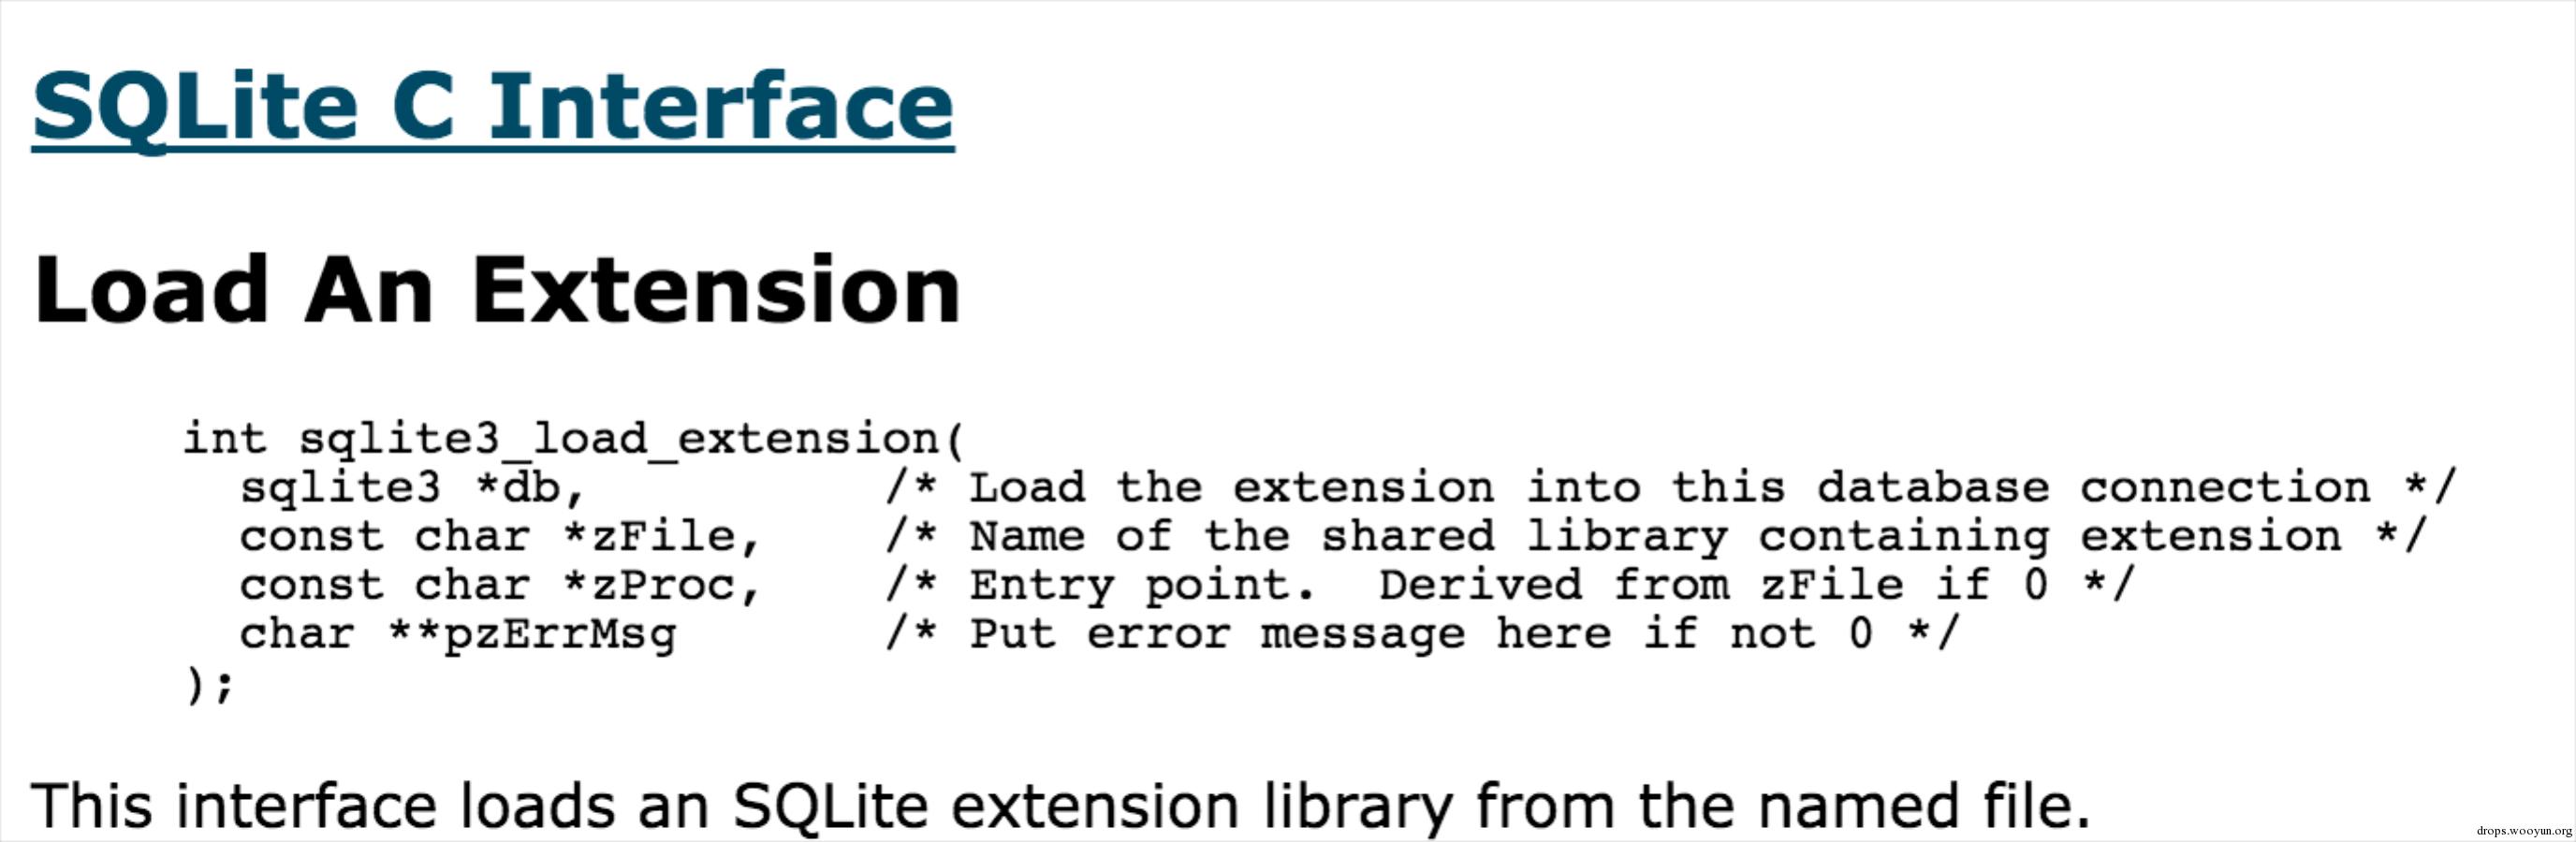 SQLite C Interface
Load An Extension
int sqlite3_load_extension(
  sqlite3 *db,          /* Load the extension into this database connection */
  const char *zFile,    /* Name of the shared library containing extension */
  const char *zProc,    /* Entry point.  Derived from zFile if 0 */
  char **pzErrMsg       /* Put error message here if not 0 */
);
This interface loads an SQLite extension library from the named file.
drops.wooyun.org